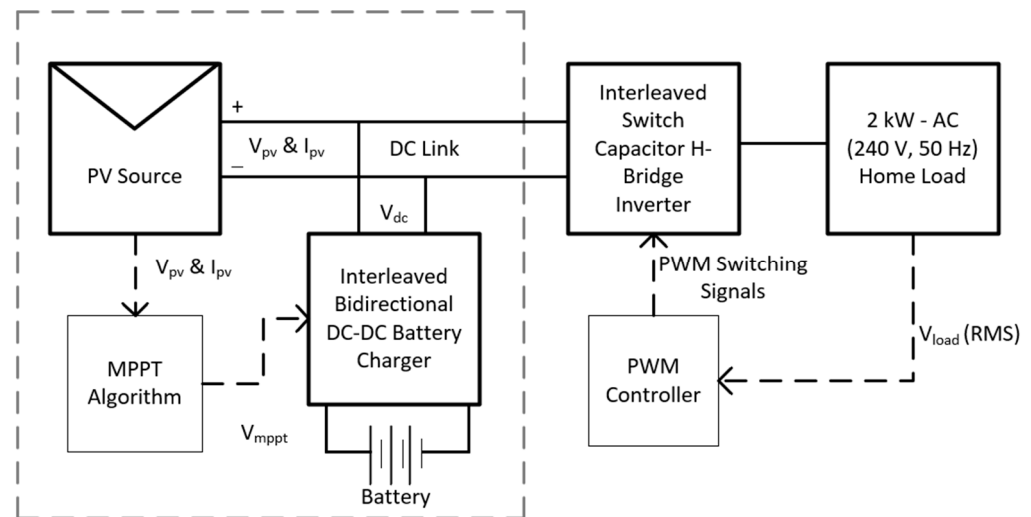 PV Source
+
–
Vpv & Ipv
DC Link
Vdc
Interleaved
Switch
Capacitor H-
Bridge
Inverter
2 kW - AC
(240 V, 50 Hz)
Home Load
Vpv & Ipv
MPPT
Algorithm
Vmppt
Interleaved
Bidirectional
DC-DC Battery
Charger
Battery
PWM Switching
Signals
PWM
Controller
Vload (RMS)